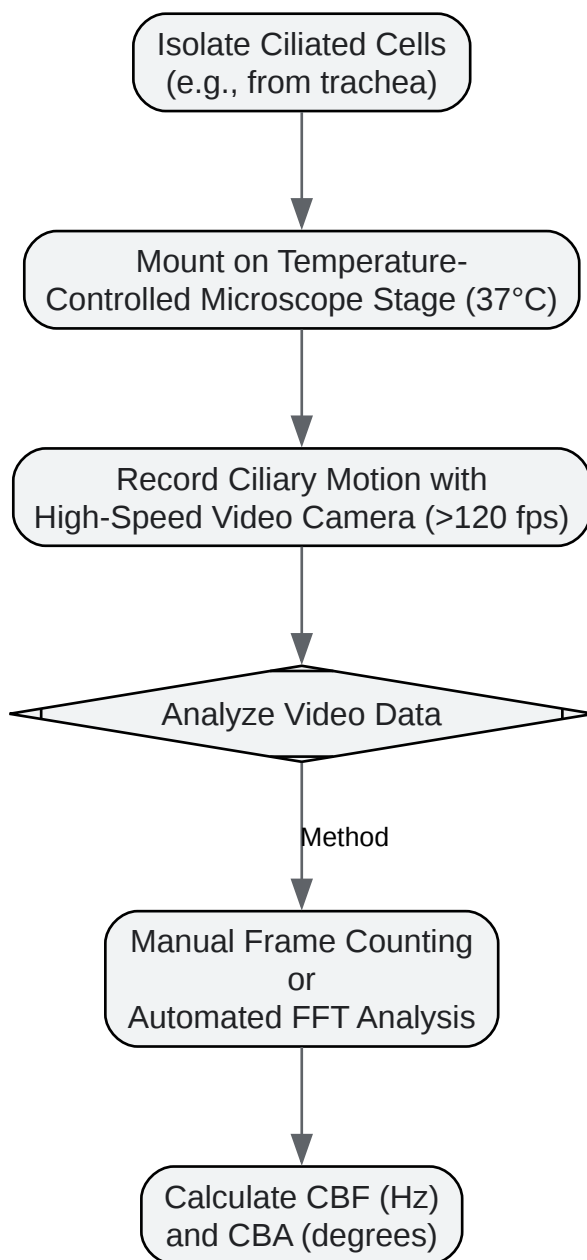 Isolate Ciliated Cells
(e.g., from trachea)
Mount on Temperature-
Controlled Microscope Stage (37°C)
Record Ciliary Motion with
High-Speed Video Camera (>120 fps)
Analyze Video Data
Method
Manual Frame Counting
or
Automated FFT Analysis
Calculate CBF (Hz)
and CBA (degrees)